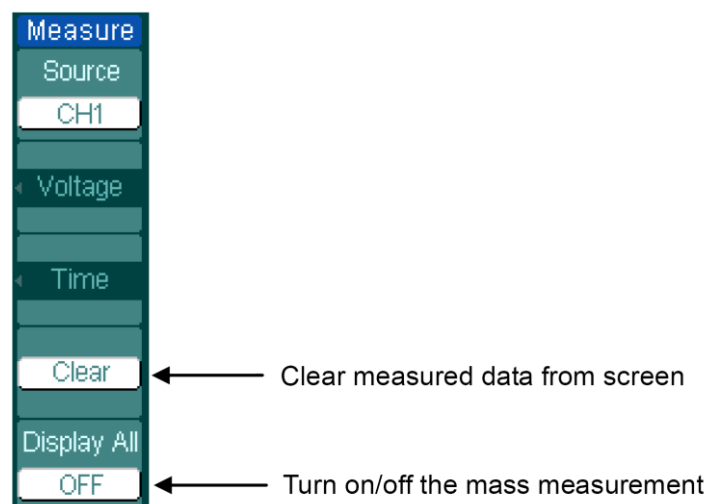 Measure
Source
CH1
Voltage
Time
Clear
Clear measured data from screen
Display All
OFF
Turn on/off the mass measurement